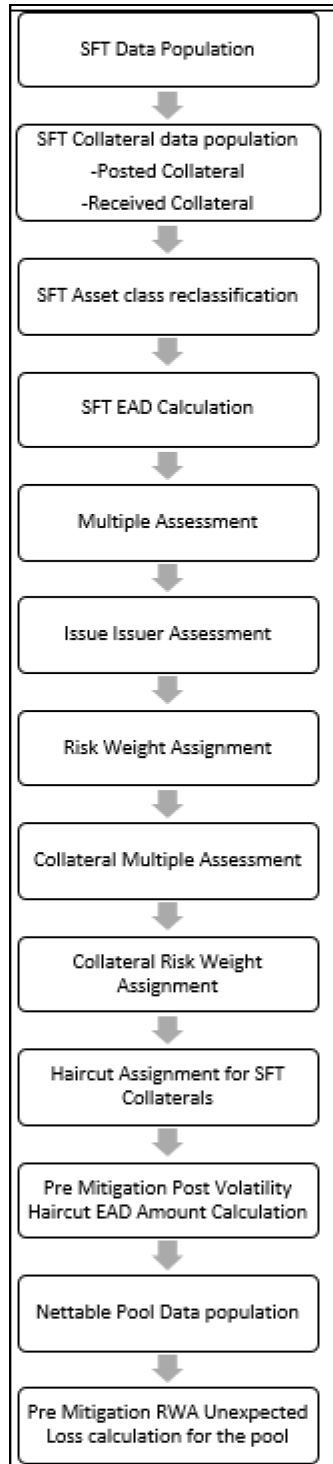 SFT Data Population
SFT Collateral data population
-Posted Collateral
-Received Collateral
SFT Asset class reclassification
SFT EAD Calculation
Multiple Assessment
Issue Issuer Assessment
Risk Weight Assignment
Collateral Multiple Assessment
Collateral Risk Weight
Assignment
Haircut Assignment for SFT
Collaterals
Pre Mitigation Post Volatility
Haircut EAD Amount Calculation
Nettable Pool Data population
Pre Mitigation RWA Unexpected
Loss calculation for the pool